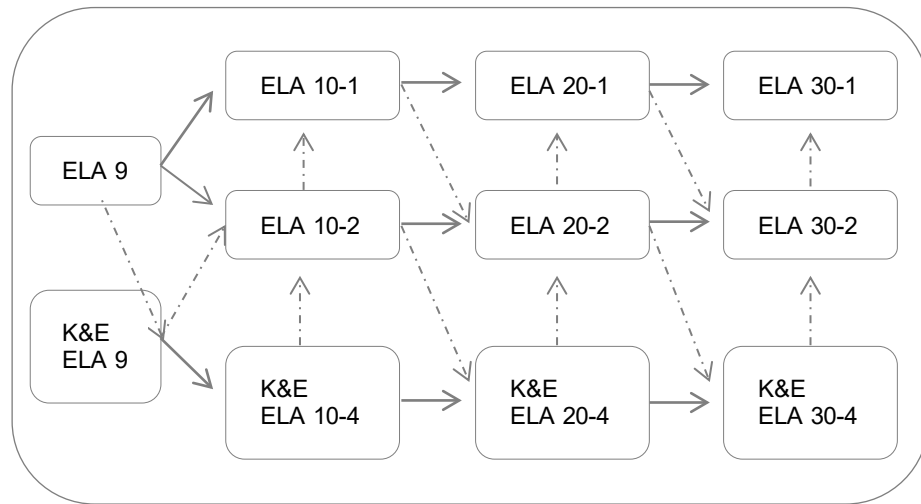 ELA 10-1
ELA 20-1
ELA 30-1
ELA 9
ELA 10-2
ELA 20-2
ELA 30-2
K&E
ELA 9
K&E
ELA 10-4
K&E
ELA 20-4
K&E
ELA 30-4